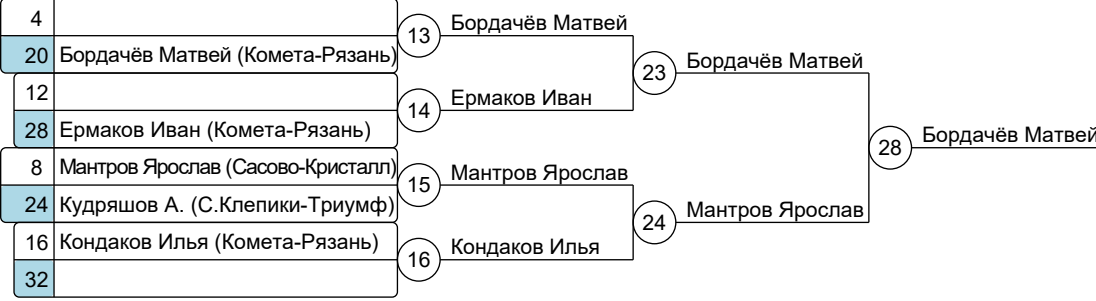 4
20 Бордачёв Матвей (Комета-Рязань)
13
Бордачёв Матвей
12
28 Ермаков Иван (Комета-Рязань)
14
Ермаков Иван
23
Бордачёв Матвей
8 Мантров Ярослав (Сасово-Кристалл)
24 Кудряшов А. (С.Клепики-Триумф)
15
Мантров Ярослав
16 Кондаков Илья (Комета-Рязань)
32
16
Кондаков Илья
24
Мантров Ярослав
28
Бордачёв Матвей